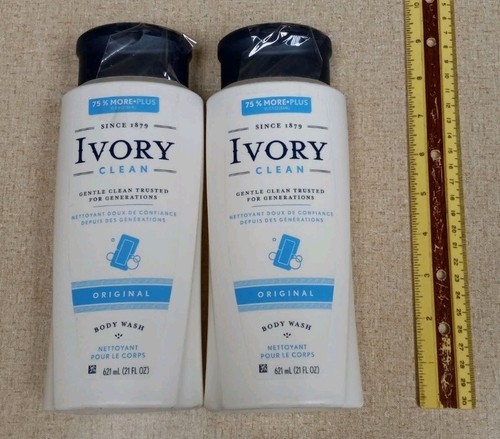 75% MORE•PLUS
SINCE 1879
IVORY
CLEAN
GENTLE CLEAN TRUSTED
FOR GENERATIONS
NETTOYANT DOUX DE CONFIANCE
DEPUIS DES GÉNÉRATIONS
ORIGINAL
BODY WASH
NETTOYANT
POUR LE CORPS
621 mL (21 FL OZ)
75% MORE•PLUS
SINCE 1879
IVORY
CLEAN
GENTLE CLEAN TRUSTED
FOR GENERATIONS
NETTOYANT DOUX DE CONFIANCE
DEPUIS DES GÉNÉRATIONS
ORIGINAL
BODY WASH
NETTOYANT
POUR LE CORPS
621 mL (21 FL OZ)